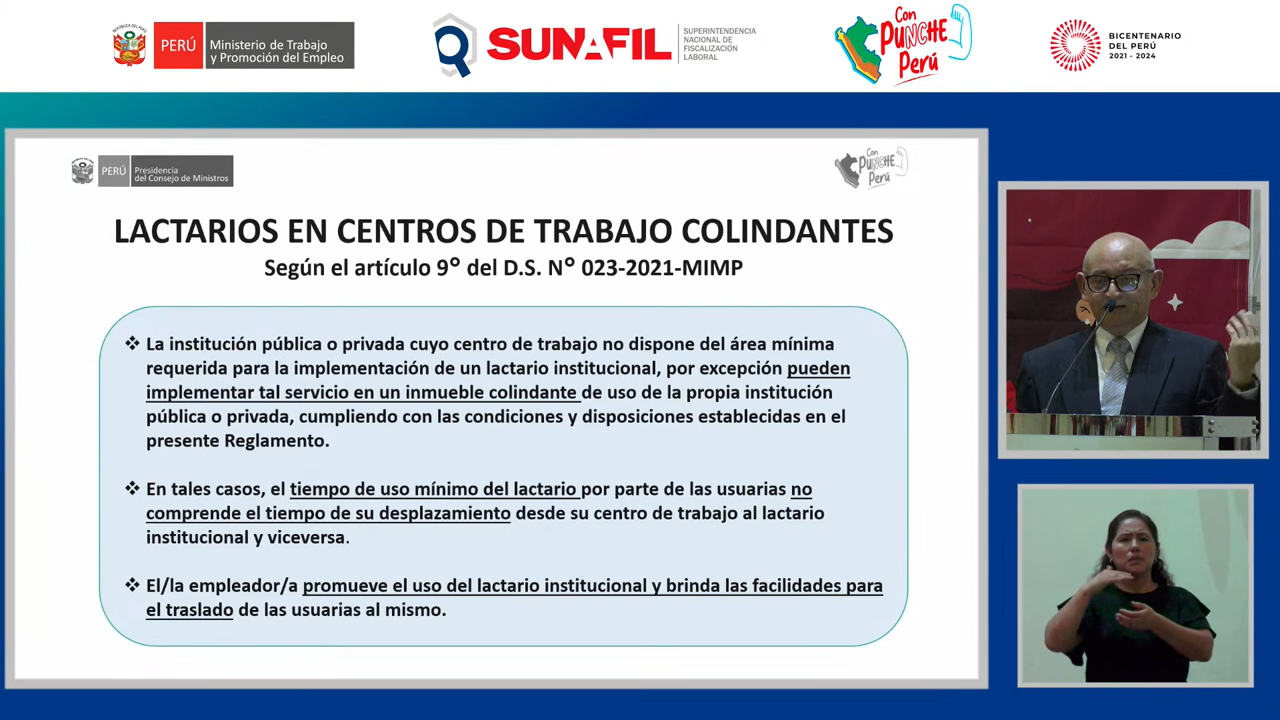 REPÚBLICA DEL PERÚ
PERÚ
Ministerio de Trabajo
y Promoción del Empleo
SUNAFIL
SUPERINTENDENCIA
NACIONAL DE
FISCALIZACIÓN
LABORAL
Con
PUNCHE
Perú
BICENTENARIO
DEL PERÚ
2021 - 2024
PERÚ
Presidencia
del Consejo de Ministros
Con
PUNCHE
Perú
LACTARIOS EN CENTROS DE TRABAJO COLINDANTES
Según el artículo 9° del D.S. N° 023-2021-MIMP
❖ La institución pública o privada cuyo centro de trabajo no dispone del área mínima
requerida para la implementación de un lactario institucional, por excepción pueden
implementar tal servicio en un inmueble colindante de uso de la propia institución
pública o privada, cumpliendo con las condiciones y disposiciones establecidas en el
presente Reglamento.
❖ En tales casos, el tiempo de uso mínimo del lactario por parte de las usuarias no
comprende el tiempo de su desplazamiento desde su centro de trabajo al lactario
institucional y viceversa.
❖ El/la empleador/a promueve el uso del lactario institucional y brinda las facilidades para
el traslado de las usuarias al mismo.